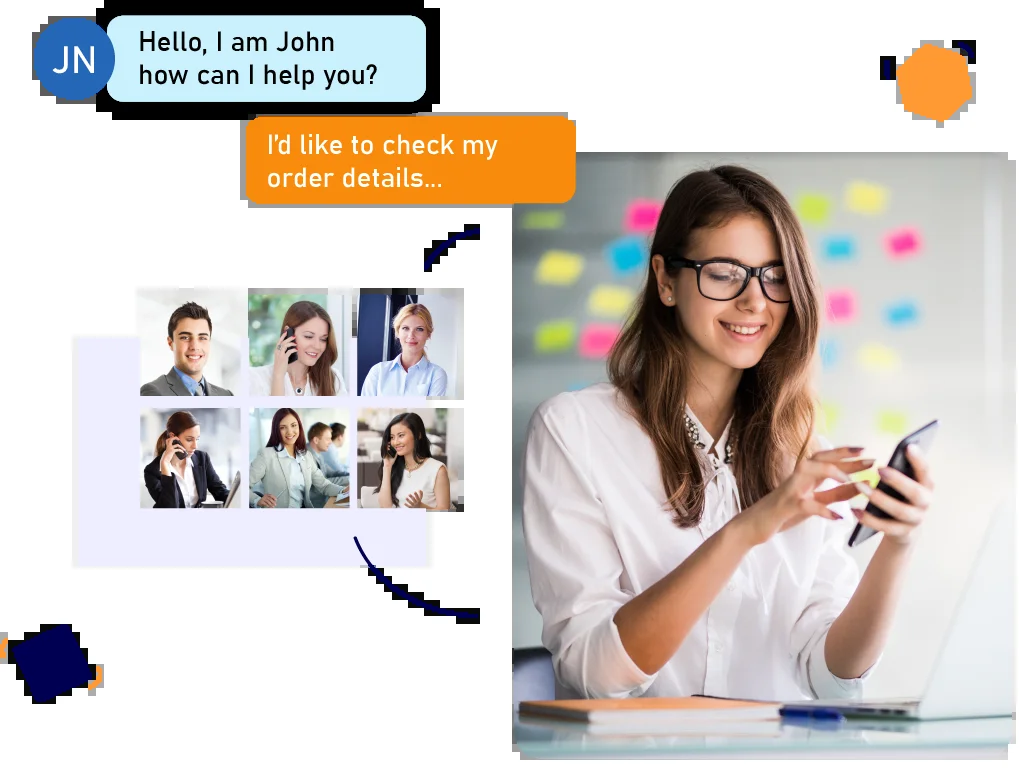 JN
Hello, I am John
how can I help you?
I'd like to check my
order details...